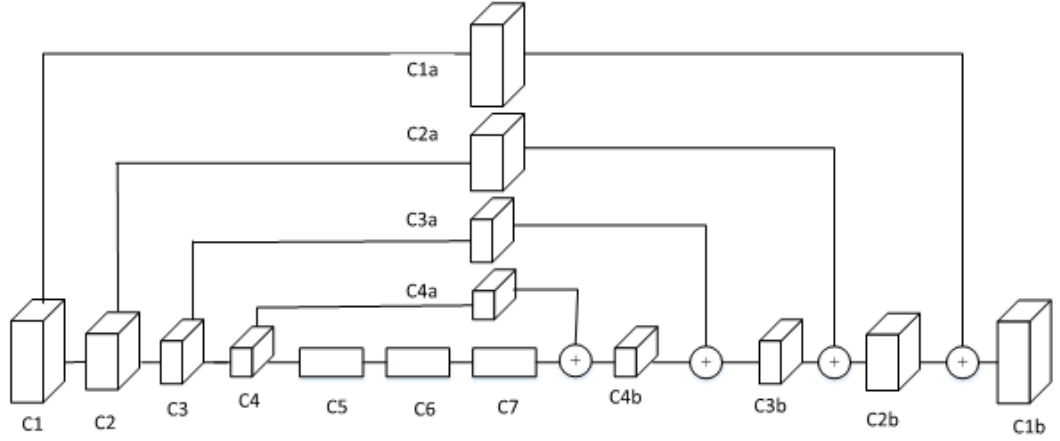 C1a
C2a
C3a
C4a
+ + + +
C1 C2 C3 C4 C5 C6 C7 C4b C3b C2b C1b